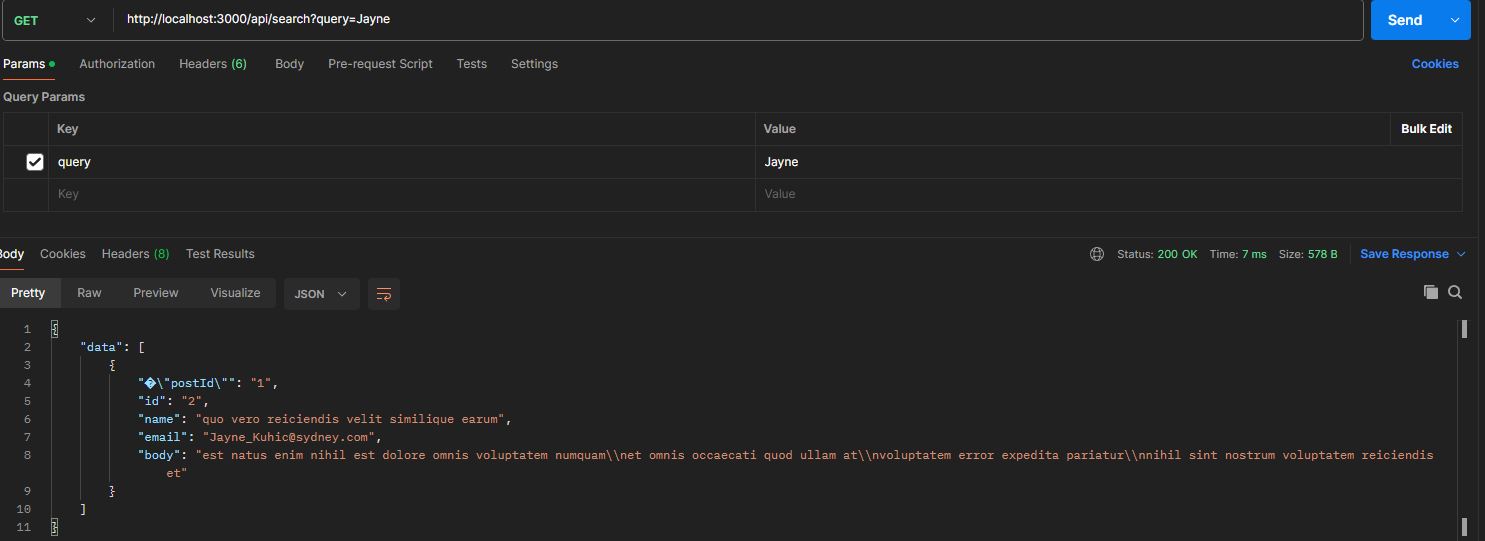 GET http://localhost:3000/api/search?query=Jayne Send
Params Authorization Headers (6) Body Pre-request Script Tests Settings Cookies
Query Params
Key Value Bulk Edit
query Jayne
Key Value
Body Cookies Headers (8) Test Results Status: 200 OK Time: 7 ms Size: 578 B Save Response
Pretty Raw Preview Visualize JSON
1 {
2 "data": [
3 {
4 "�\"postId\"": "1",
5 "id": "2",
6 "name": "quo vero reiciendis velit similique earum",
7 "email": "Jayne_Kuhic@sydney.com",
8 "body": "est natus enim nihil est dolore omnis voluptatem numquam\\net omnis occaecati quod ullam at\\nvoluptatem error expedita pariatur\\nnihil sint nostrum voluptatem reiciendis
et"
9 }
10 ]
11 }